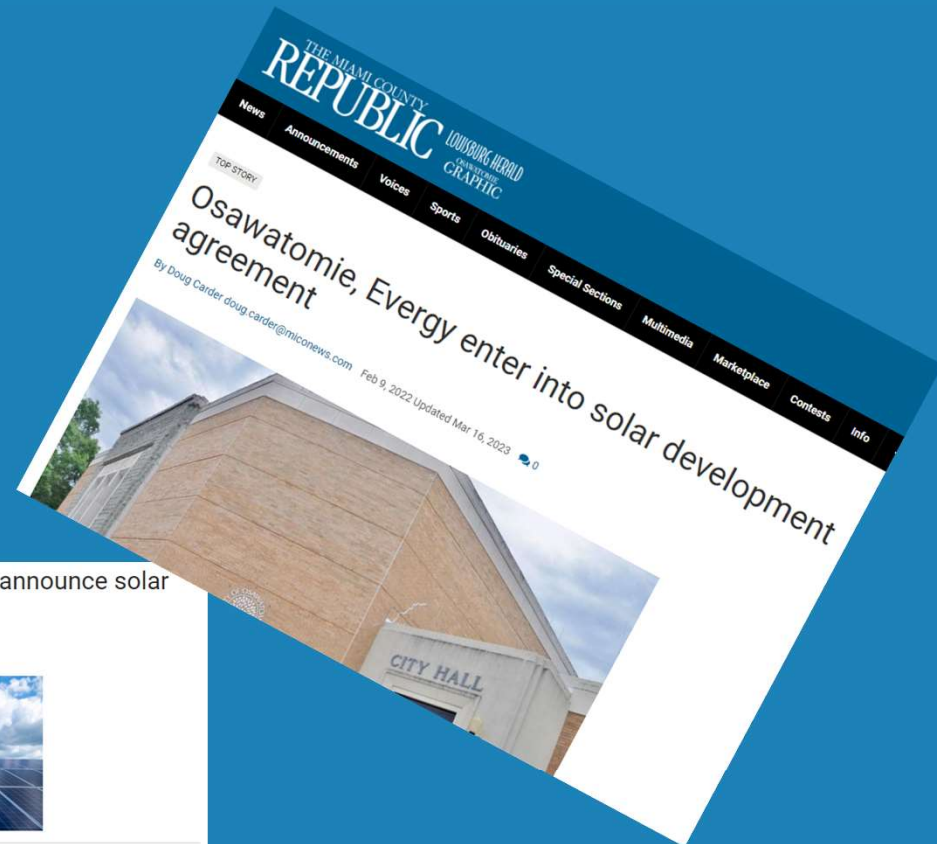 THE MIAMI COUNTY
REPUBLIC
LOUISBURG HERALD
OSAWATOMIE
GRAPHIC
News Announcements Voices Sports Obituaries Special Sections Multimedia Marketplace Contests Info
TOP STORY
Osawatomie, Evergy enter into solar development
agreement
By Doug Carder doug.carder@miconews.com Feb 9, 2022 Updated Mar 16, 2023 0
CITY HALL
announce solar